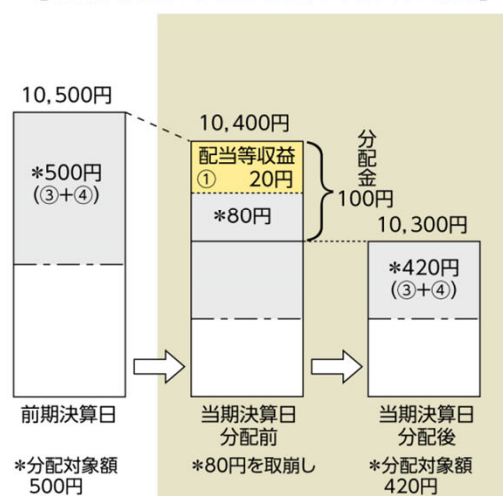 10,500円
*500円
(③+④)
10,400円
配当等収益
① 20円
*80円
分配金
100円
10,300円
*420円
(③+④)
前期決算日
当期決算日
分配前
当期決算日
分配後
*分配対象額
500円
*80円を取崩し
*分配対象額
420円